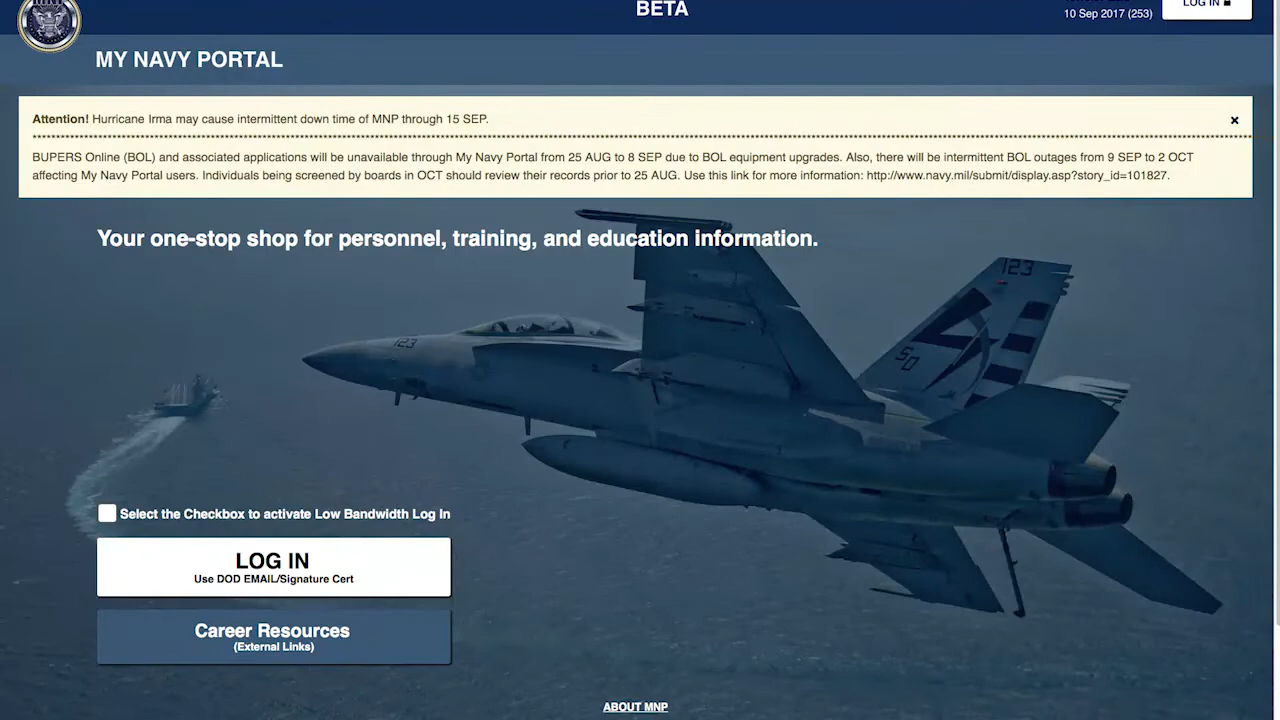 BETA
10 Sep 2017 (253)
LOG IN
MY NAVY PORTAL
Attention! Hurricane Irma may cause intermittent down time of MNP through 15 SEP.
BUPERS Online (BOL) and associated applications will be unavailable through My Navy Portal from 25 AUG to 8 SEP due to BOL equipment upgrades. Also, there will be intermittent BOL outages from 9 SEP to 2 OCT
affecting My Navy Portal users. Individuals being screened by boards in OCT should review their records prior to 25 AUG. Use this link for more information: http://www.navy.mil/submit/display.asp?story_id=101827.
Your one-stop shop for personnel, training, and education information.
123
123
SD
Select the Checkbox to activate Low Bandwidth Log In
LOG IN
Use DOD EMAIL/Signature Cert
Career Resources
(External Links)
ABOUT MNP